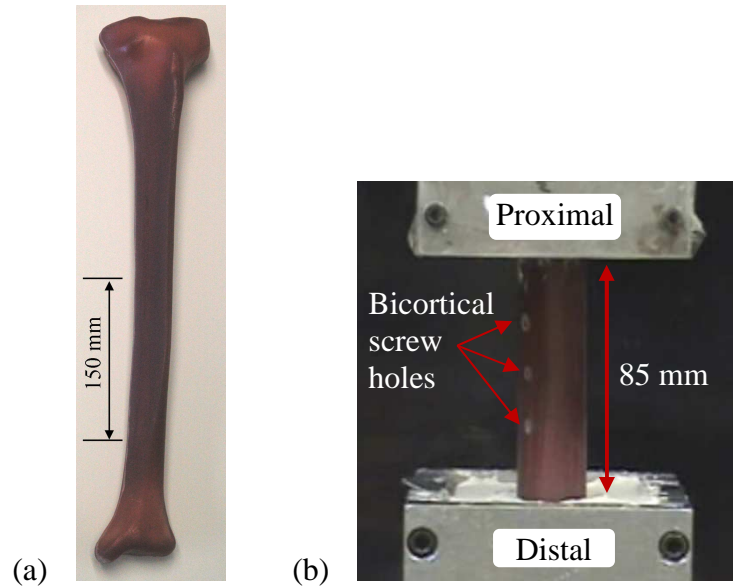 150 mm
(a)
Proximal
Bicortical
screw
holes
85 mm
Distal
(b)